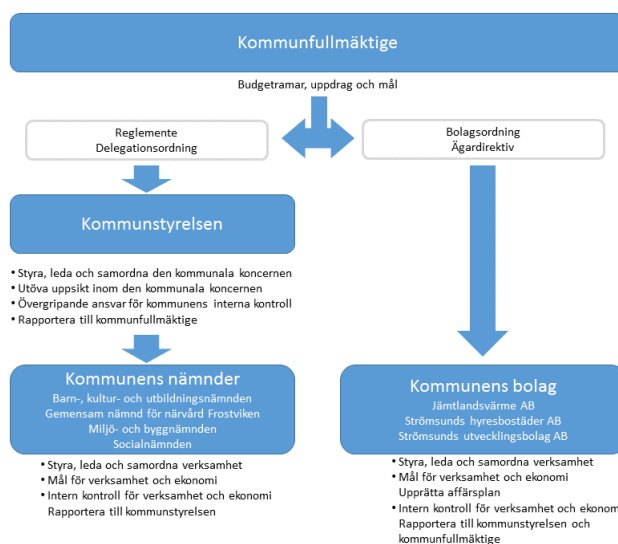 Kommunfullmäktige
Budgetramar, uppdrag och mål
Reglemente
Delegationsordning
Bolagsordning
Ägardirektiv
Kommunstyrelsen
• Styra, leda och samordna den kommunala koncernen
• Utöva uppsikt inom den kommunala koncernen
• Övergripande ansvar för kommunens interna kontroll
• Rapportera till kommunfullmäktige
Kommunens nämnder
Barn-, kultur- och utbildningsnämnden
Gemensam nämnd för närvård Frostviken
Miljö- och byggnämnden
Socialnämnden
• Styra, leda och samordna verksamhet
• Mål för verksamhet och ekonomi
• Intern kontroll för verksamhet och ekonomi
Rapportera till kommunstyrelsen
Kommunens bolag
Jämtlandsvärme AB
Strömsunds hyresbostäder AB
Strömsunds utvecklingsbolag AB
• Styra, leda och samordna verksamhet
• Mål för verksamhet och ekonomi
Upprätta affärsplan
• Intern kontroll för verksamhet och ekonomi
Rapportera till kommunstyrelsen och
kommunfullmäktige